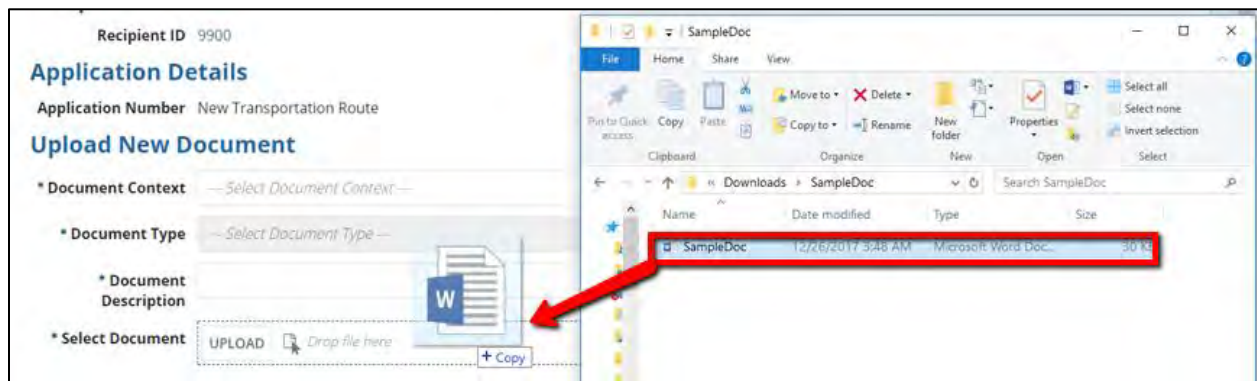 Recipient ID 9900
Application Details
Application Number New Transportation Route
Upload New Document
* Document Context --- Select Document Context ---
* Document Type --- Select Document Type ---
* Document
Description
* Select Document UPLOAD Drop file here
W
+ Copy
SampleDoc
File Home Share View
Pin to Quick
access
Copy
Paste
Move to
Copy to
Delete
Rename
New
folder
Properties
Select all
Select none
Invert selection
Clipboard Organize New Open Select
« Downloads › SampleDoc Search SampleDoc
Name Date modified Type Size
SampleDoc 12/26/2017 3:48 AM Microsoft Word Doc... 30 KB